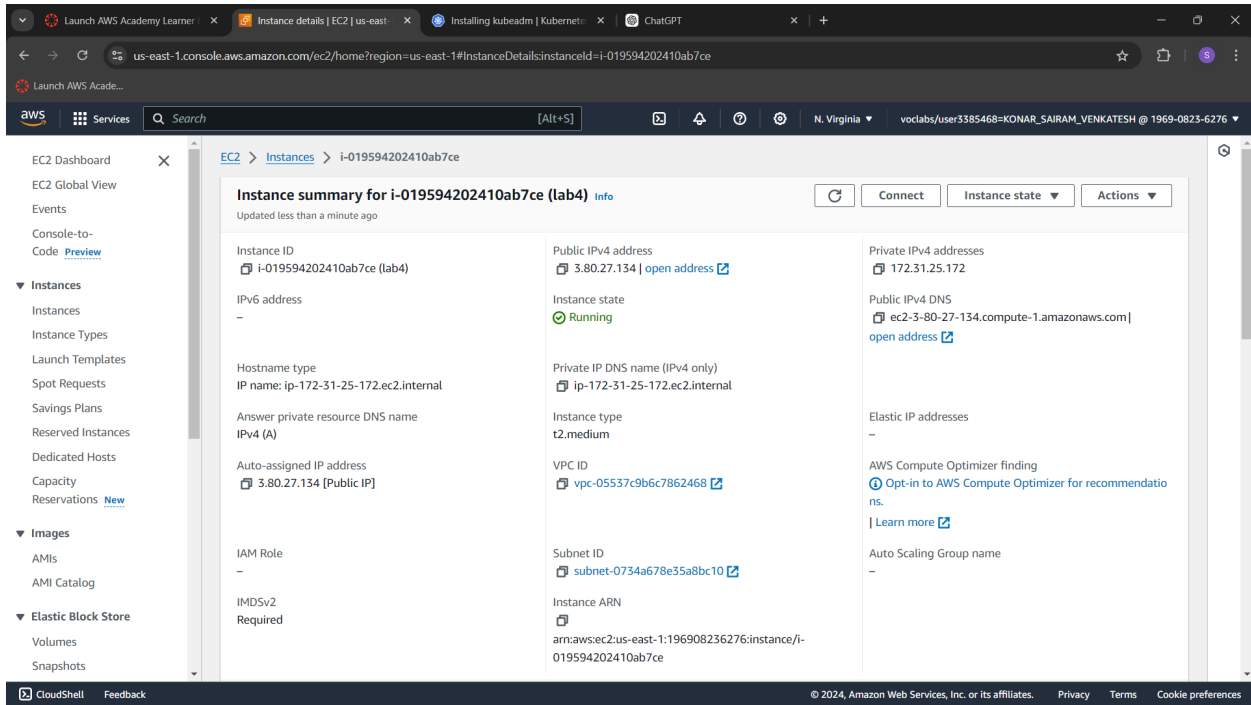 Launch AWS Academy Learner
Instance details | EC2 | us-east-
Installing kubeadm | Kubernete
ChatGPT
us-east-1.console.aws.amazon.com/ec2/home?region=us-east-1#InstanceDetails:instanceId=i-019594202410ab7ce
S
Launch AWS Acade...
aws
Services
Search
[Alt+S]
N. Virginia
voclabs/user3385468=KONAR_SAIRAM_VENKATESH @ 1969-0823-6276
EC2 Dashboard
EC2 Global View
Events
Console-to-
Code Preview
Instances
Instances
Instance Types
Launch Templates
Spot Requests
Savings Plans
Reserved Instances
Dedicated Hosts
Capacity
Reservations New
Images
AMIs
AMI Catalog
Elastic Block Store
Volumes
Snapshots
EC2 > Instances > i-019594202410ab7ce
Instance summary for i-019594202410ab7ce (lab4) Info
Updated less than a minute ago
Connect
Instance state
Actions
Instance ID
i-019594202410ab7ce (lab4)
Public IPv4 address
3.80.27.134 | open address
Private IPv4 addresses
172.31.25.172
IPv6 address
–
Instance state
Running
Public IPv4 DNS
ec2-3-80-27-134.compute-1.amazonaws.com |
open address
Hostname type
IP name: ip-172-31-25-172.ec2.internal
Private IP DNS name (IPv4 only)
ip-172-31-25-172.ec2.internal
Answer private resource DNS name
IPv4 (A)
Instance type
t2.medium
Elastic IP addresses
–
Auto-assigned IP address
3.80.27.134 [Public IP]
VPC ID
vpc-05537c9b6c7862468
AWS Compute Optimizer finding
Opt-in to AWS Compute Optimizer for recommendatio
ns.
| Learn more
IAM Role
–
Subnet ID
subnet-0734a678e35a8bc10
Auto Scaling Group name
–
IMDSv2
Required
Instance ARN
arn:aws:ec2:us-east-1:196908236276:instance/i-
019594202410ab7ce
CloudShell
Feedback
© 2024, Amazon Web Services, Inc. or its affiliates.
Privacy
Terms
Cookie preferences